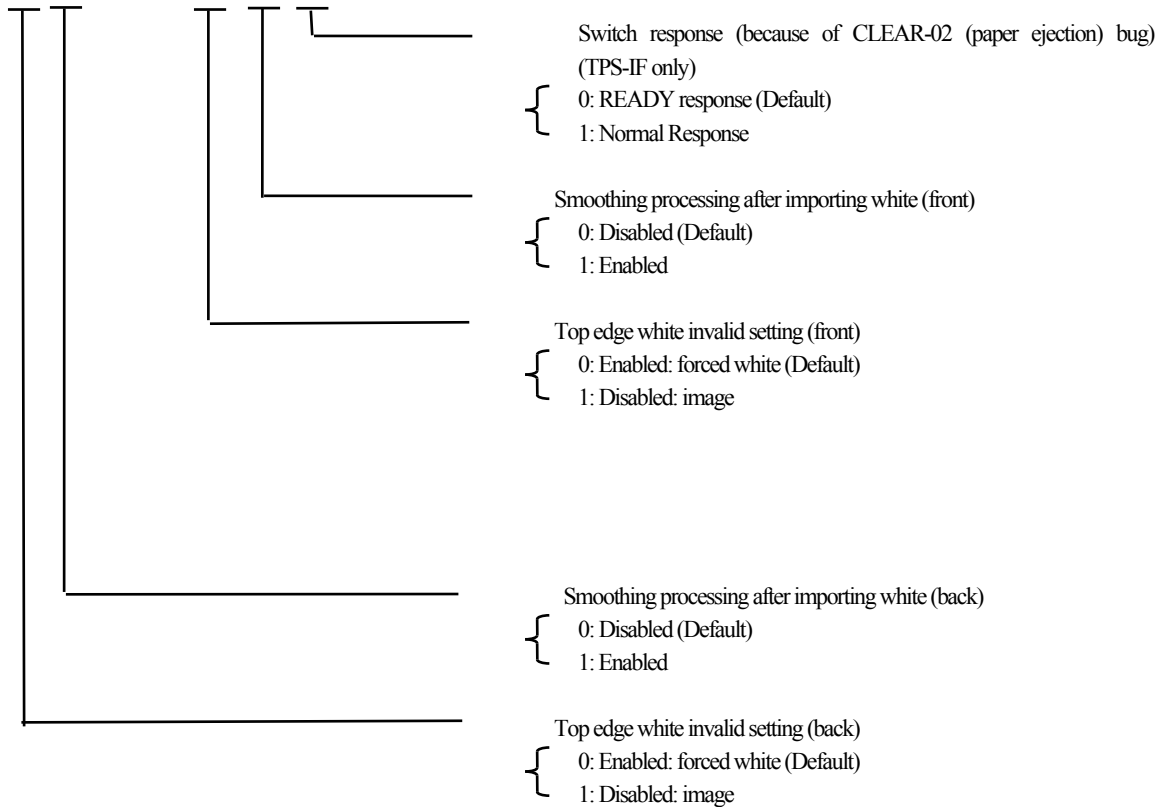 Switch response (because of CLEAR-02 (paper ejection) bug)
(TPS-IF only)
0: READY response (Default)
1: Normal Response
Smoothing processing after importing white (front)
0: Disabled (Default)
1: Enabled
Top edge white invalid setting (front)
0: Enabled: forced white (Default)
1: Disabled: image
Smoothing processing after importing white (back)
0: Disabled (Default)
1: Enabled
Top edge white invalid setting (back)
0: Enabled: forced white (Default)
1: Disabled: image